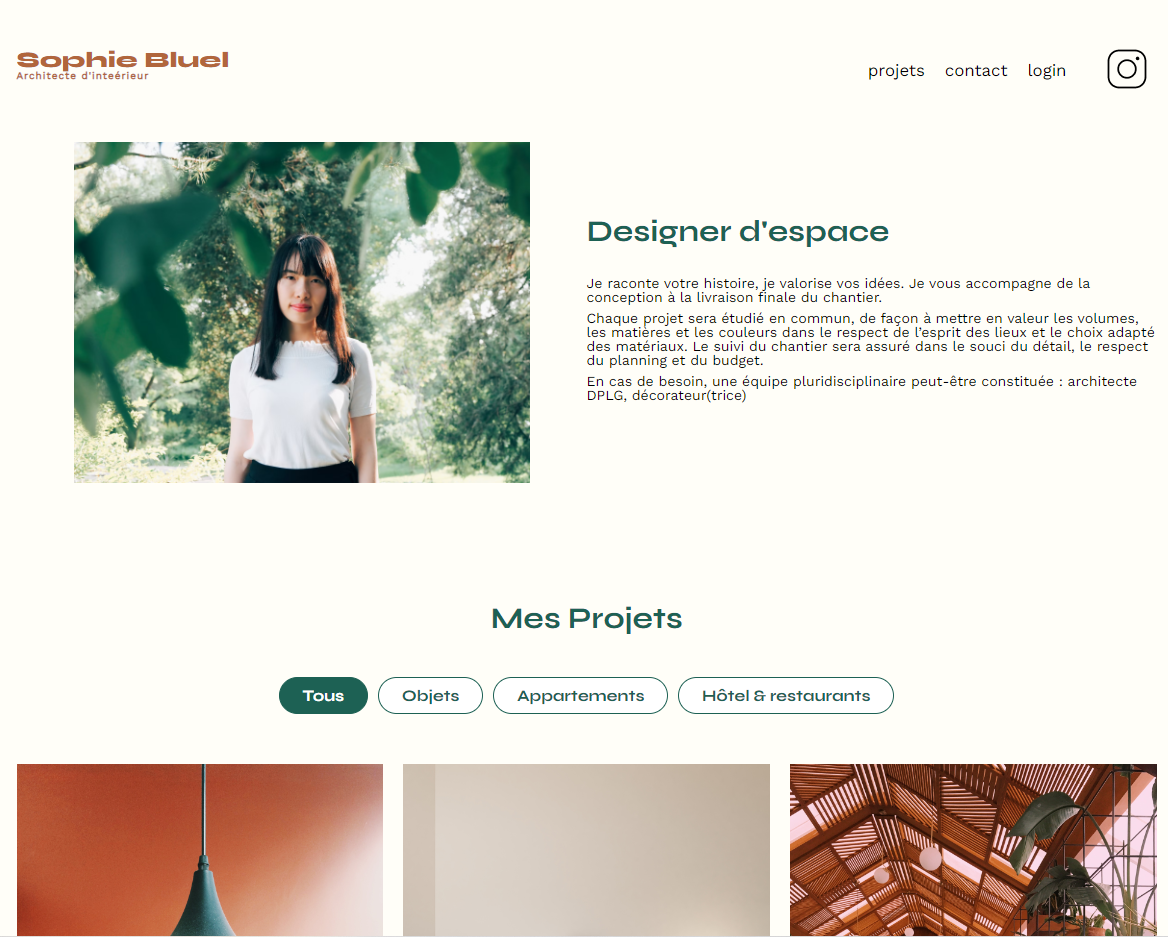 Sophie Bluel
Architecte d'inteérieur
projets contact login
Designer d'espace
Je raconte votre histoire, je valorise vos idées. Je vous accompagne de la
conception à la livraison finale du chantier.
Chaque projet sera étudié en commun, de façon à mettre en valeur les volumes,
les matières et les couleurs dans le respect de l’esprit des lieux et le choix adapté
des matériaux. Le suivi du chantier sera assuré dans le souci du détail, le respect
du planning et du budget.
En cas de besoin, une équipe pluridisciplinaire peut-être constituée : architecte
DPLG, décorateur(trice)
Mes Projets
Tous Objets Appartements Hôtel & restaurants